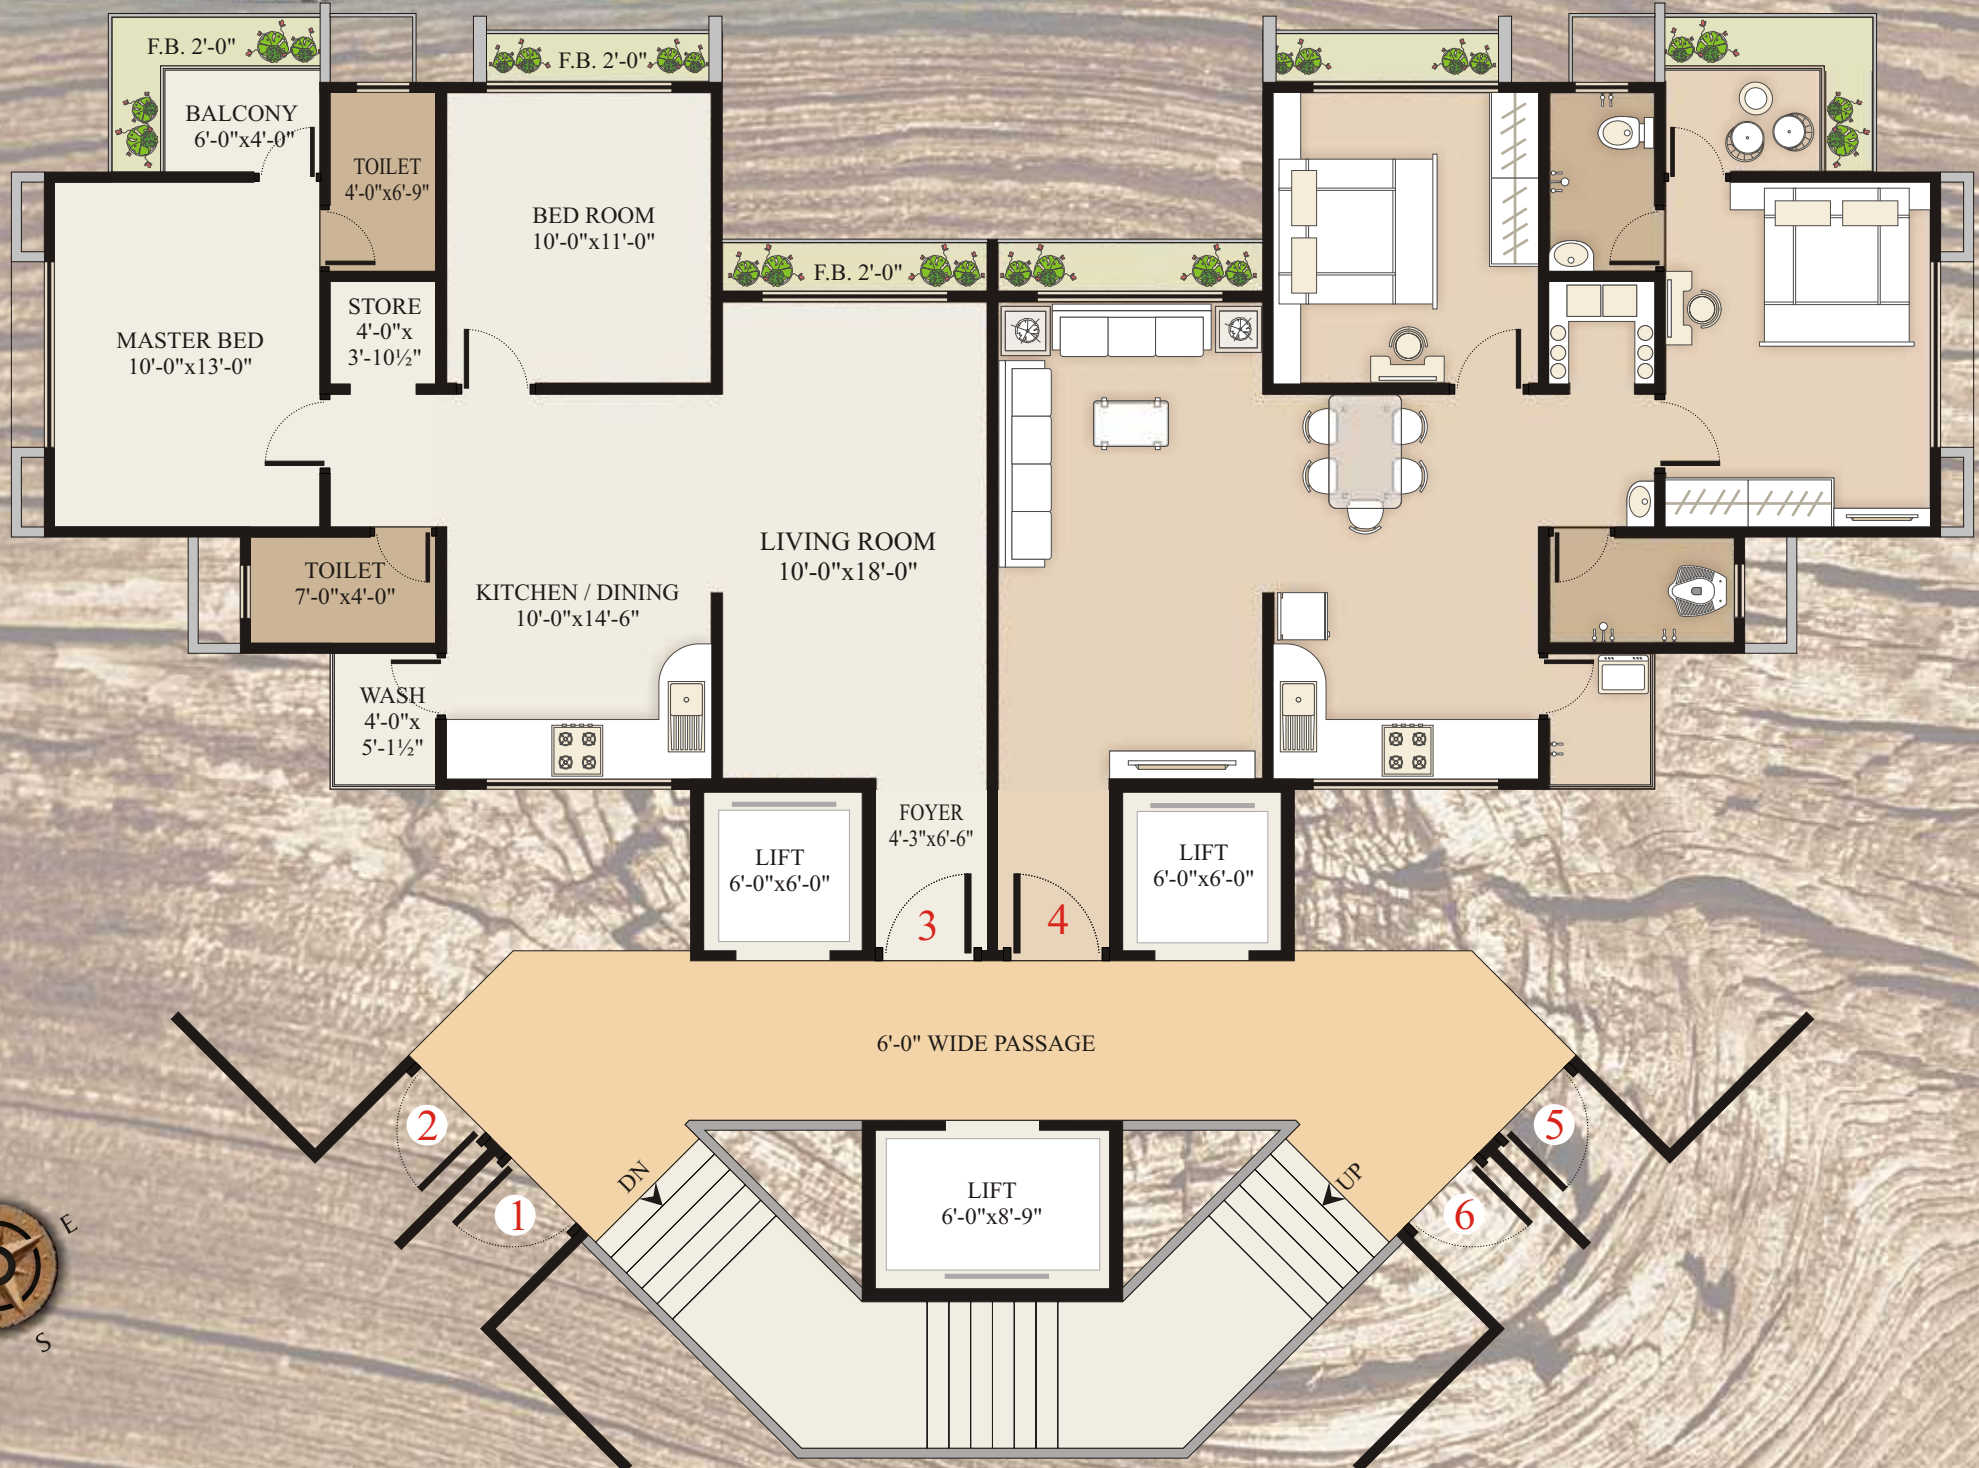 F.B. 2'-0"
F.B. 2'-0"
BALCONY
6'-0"x4'-0"
TOILET
4'-0"x6'-9"
BED ROOM
10'-0"x11'-0"
F.B. 2'-0"
STORE
4'-0"x
3'-10½"
MASTER BED
10'-0"x13'-0"
LIVING ROOM
10'-0"x18'-0"
TOILET
7'-0"x4'-0"
KITCHEN / DINING
10'-0"x14'-6"
WASH
4'-0"x
5'-1½"
FOYER
4'-3"x6'-6"
LIFT
6'-0"x6'-0"
LIFT
6'-0"x6'-0"
3
4
6'-0" WIDE PASSAGE
2
5
1
6
DN
UP
LIFT
6'-0"x8'-9"
E
S